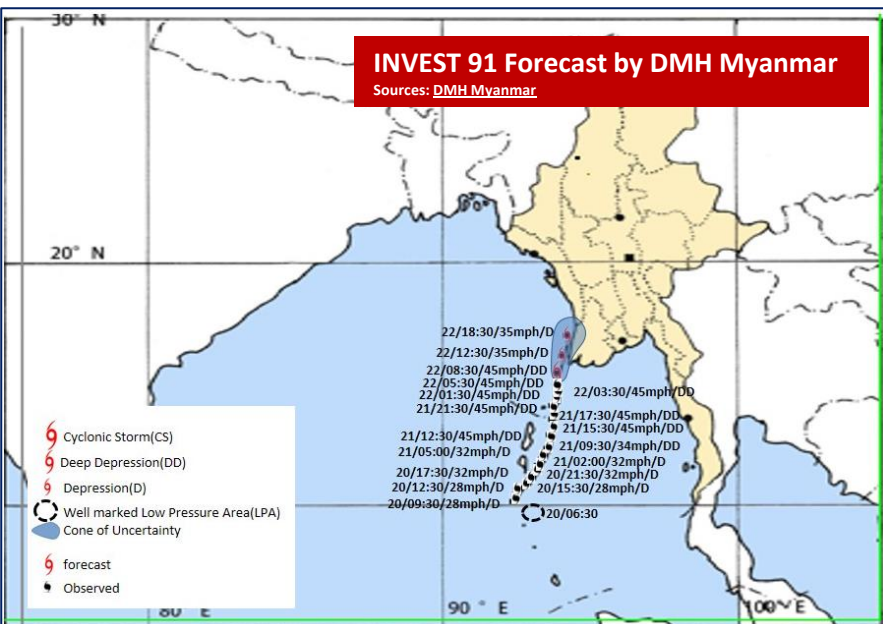 30° N
INVEST 91 Forecast by DMH Myanmar
Sources: DMH Myanmar
20° N
22/18:30/35mph/D
22/12:30/35mph/D
22/08:30/45mph/DD
22/05:30/45mph/DD
22/01:30/45mph/DD
21/21:30/45mph/DD
22/03:30/45mph/DD
21/17:30/45mph/DD
21/15:30/45mph/DD
21/12:30/45mph/DD
21/09:30/34mph/DD
21/05:00/32mph/D
21/02:00/32mph/D
20/21:30/32mph/D
20/17:30/32mph/D
20/15:30/28mph/D
20/12:30/28mph/D
20/09:30/28mph/D
20/06:30
Cyclonic Storm(CS)
Deep Depression(DD)
Depression(D)
Well marked Low Pressure Area(LPA)
Cone of Uncertainty
forecast
Observed
80 E
90 ° E
100° E